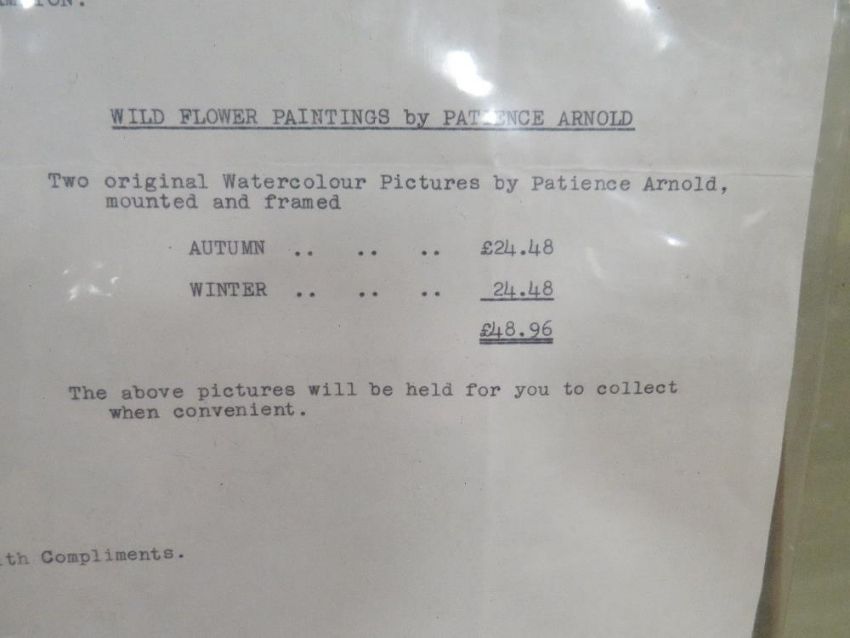 WILD FLOWER PAINTINGS by PATIENCE ARNOLD
Two original Watercolour Pictures by Patience Arnold,
mounted and framed
AUTUMN .. .. .. £24.48
WINTER .. .. .. 24.48
£48.96
The above pictures will be held for you to collect
when convenient.
Compliments.